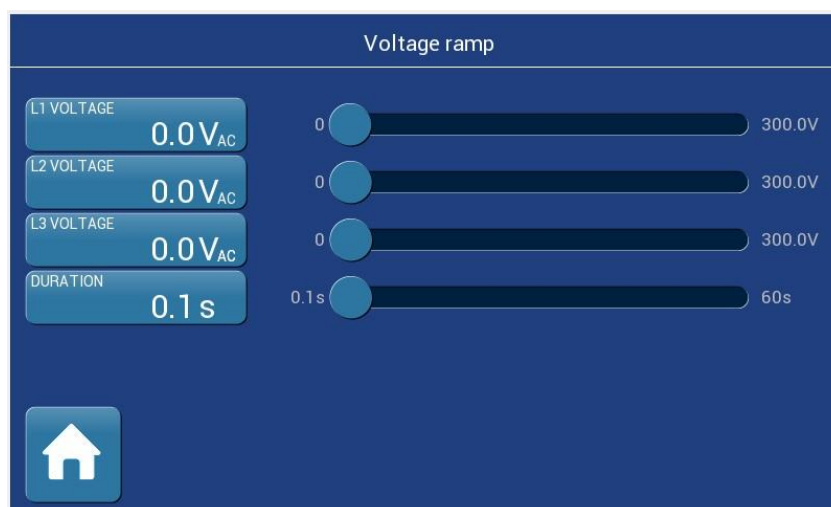 Voltage ramp
L1 VOLTAGE
0.0 VAC
0
300.0V
L2 VOLTAGE
0.0 VAC
0
300.0V
L3 VOLTAGE
0.0 VAC
0
300.0V
DURATION
0.1 s
0.1s
60s